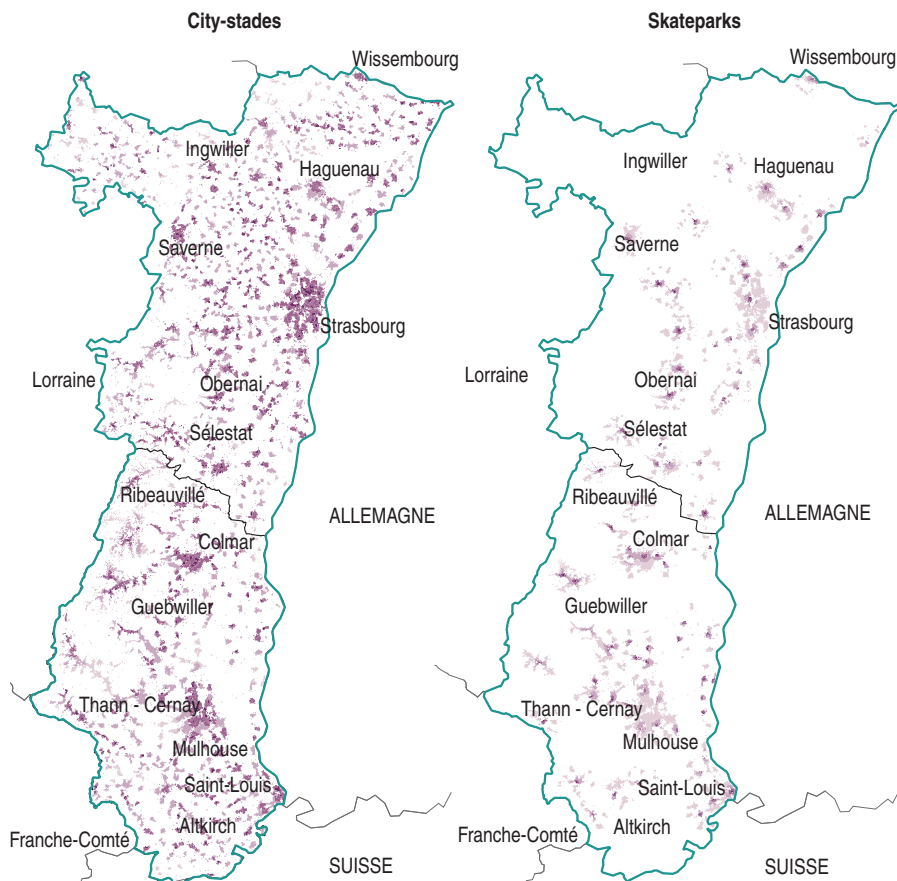 City-stades
Wissembourg
Ingwiller
Haguenau
Saverne
Strasbourg
Lorraine
Obernai
Sélestat
Ribeauvillé
ALLEMAGNE
Colmar
Guebwiller
Thann - Cernay
Mulhouse
Saint-Louis
Altkirch
Franche-Comté
SUISSE
Skateparks
Wissembourg
Ingwiller
Haguenau
Saverne
Strasbourg
Lorraine
Obernai
Sélestat
Ribeauvillé
ALLEMAGNE
Colmar
Guebwiller
Thann - Cernay
Mulhouse
Saint-Louis
Altkirch
Franche-Comté
SUISSE